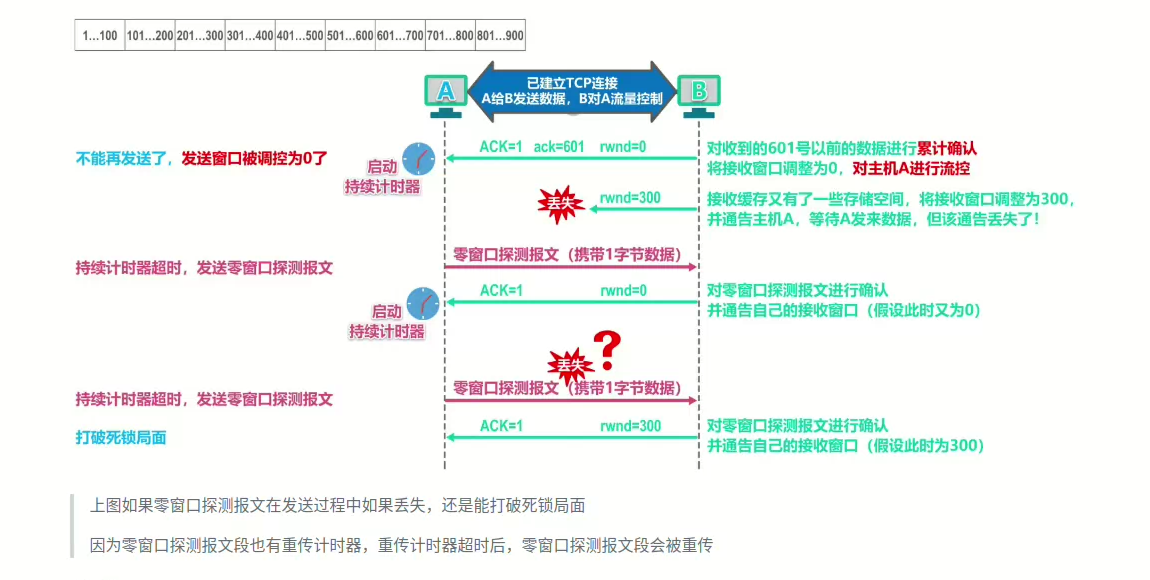 1…100 101…200 201…300 301…400 401…500 501…600 601…700 701…800 801…900
已建立TCP连接
A给B发送数据，B对A流量控制
A
B
不能再发送了，发送窗口被调控为0了
启动
持续计时器
ACK=1 ack=601 rwnd=0
对收到的601号以前的数据进行累计确认
将接收窗口调整为0，对主机A进行流控
丢失
rwnd=300
接收缓存又有了一些存储空间，将接收窗口调整为300，
并通告主机A，等待A发来数据，但该通告丢失了！
持续计时器超时，发送零窗口探测报文
零窗口探测报文（携带1字节数据）
启动
持续计时器
ACK=1 rwnd=0
对零窗口探测报文进行确认
并通告自己的接收窗口（假设此时又为0）
丢失
?
持续计时器超时，发送零窗口探测报文
零窗口探测报文（携带1字节数据）
打破死锁局面
ACK=1 rwnd=300
对零窗口探测报文进行确认
并通告自己的接收窗口（假设此时为300）
上图如果零窗口探测报文在发送过程中如果丢失，还是能打破死锁局面
因为零窗口探测报文段也有重传计时器，重传计时器超时后，零窗口探测报文段会被重传